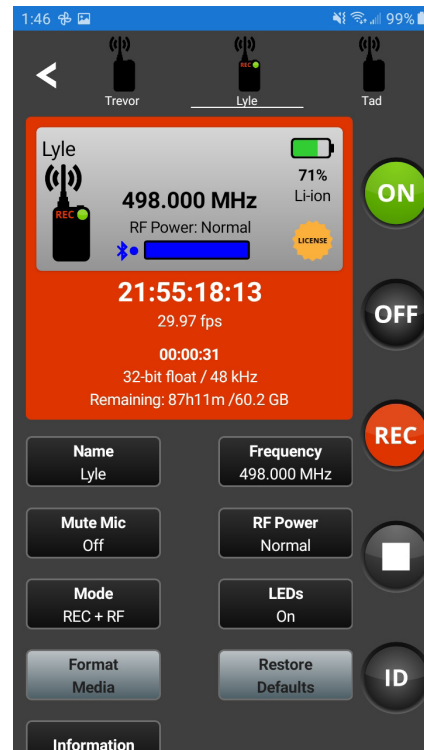 1:46 99%
Trevor Lyle Tad
REC
Lyle
71%
Li-ion
498.000 MHz
REC
RF Power: Normal
LICENSE
21:55:18:13
29.97 fps
00:00:31
32-bit float / 48 kHz
Remaining: 87h11m /60.2 GB
ON
OFF
REC
Name
Lyle
Frequency
498.000 MHz
Mute Mic
Off
RF Power
Normal
Mode
REC + RF
LEDs
On
Format
Media
Restore
Defaults
ID
Information